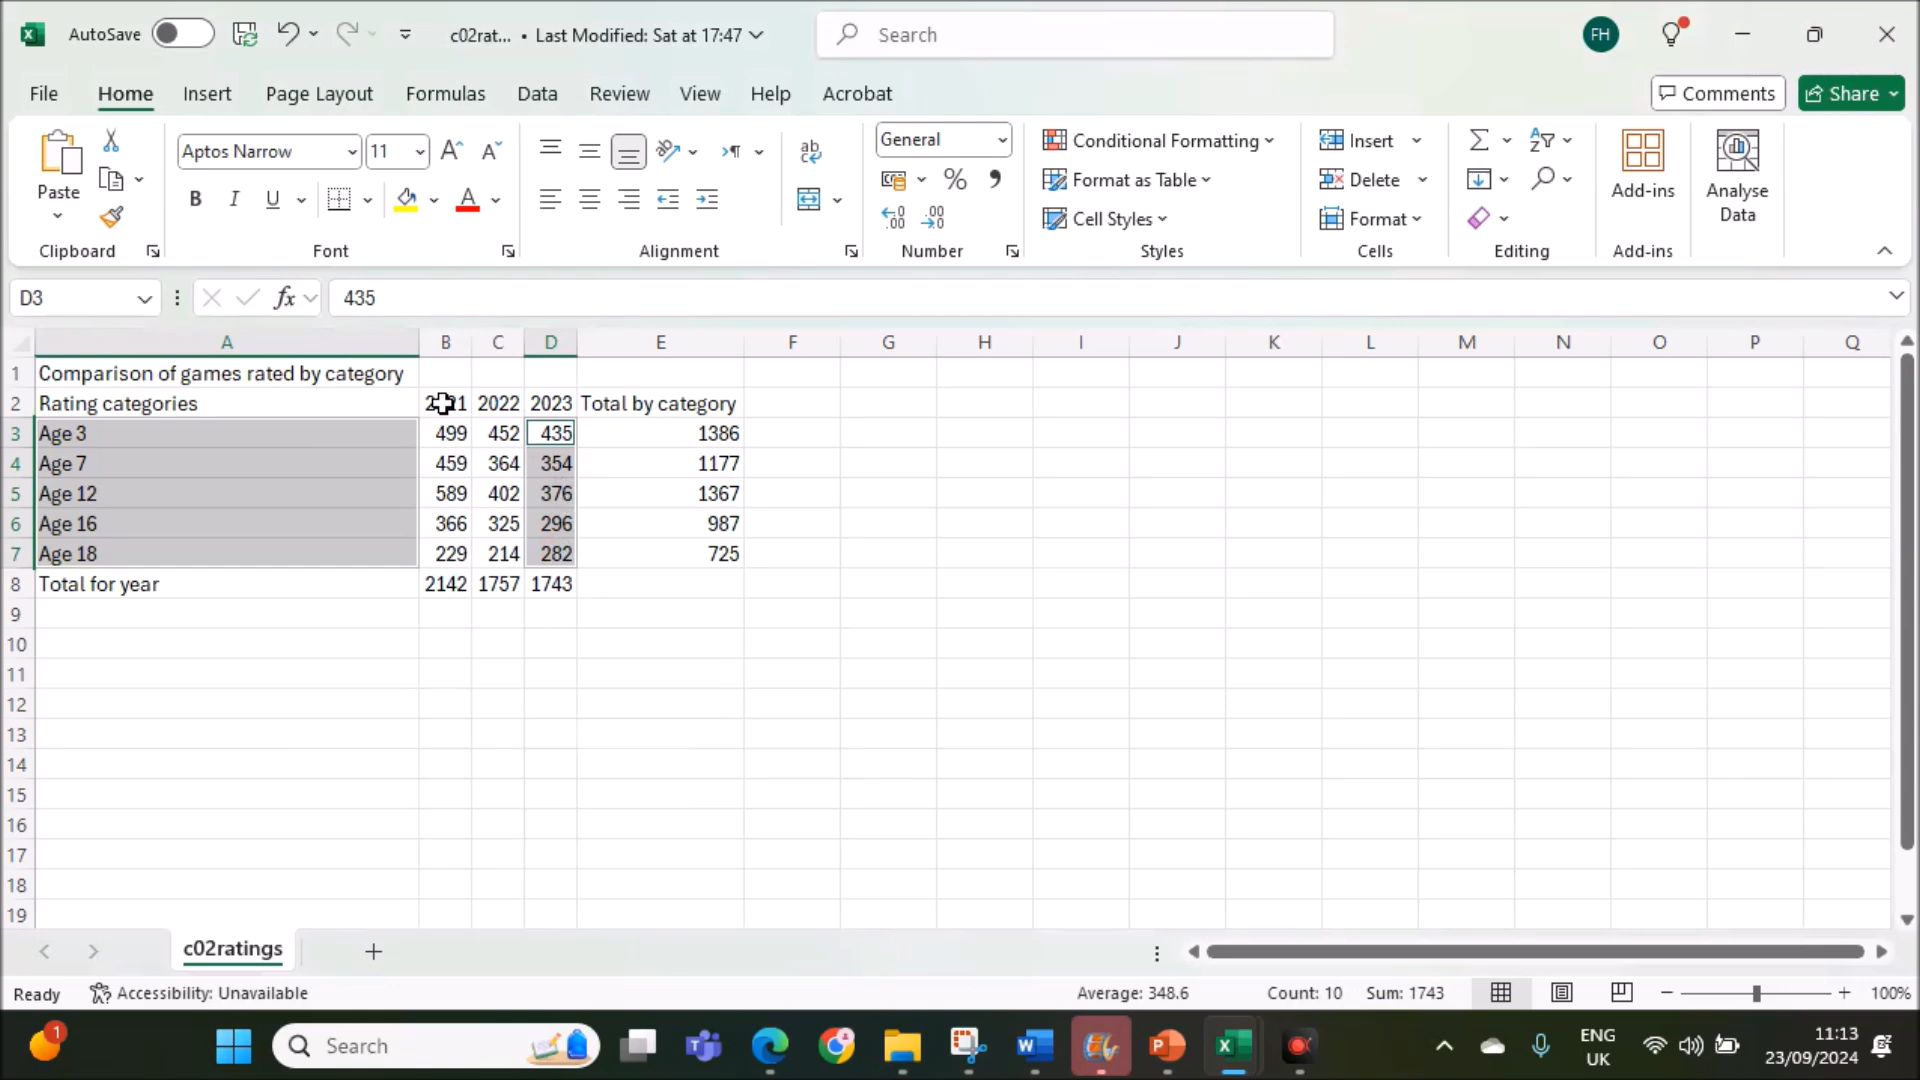 AutoSave c02rat... • Last Modified: Sat at 17:47 Search FH
File Home Insert Page Layout Formulas Data Review View Help Acrobat Comments Share
Paste Aptos Narrow 11 General Conditional Formatting Insert
Format as Table Delete Add-ins Analyse Data
B I U A Cell Styles Format
Clipboard Font Alignment Number Styles Cells Editing Add-ins
D3 fx 435
A B C D E F G H I J K L M N O P Q
1 Comparison of games rated by category
2 Rating categories 2022 2023 Total by category
3 Age 3 499 452 435 1386
4 Age 7 459 364 354 1177
5 Age 12 589 402 376 1367
6 Age 16 366 325 296 987
7 Age 18 229 214 282 725
8 Total for year 2142 1757 1743
9
10
11
12
13
14
15
16
17
18
19
c02ratings
Ready Accessibility: Unavailable Average: 348.6 Count: 10 Sum: 1743 100%
1 Search ENG UK 11:13 23/09/2024